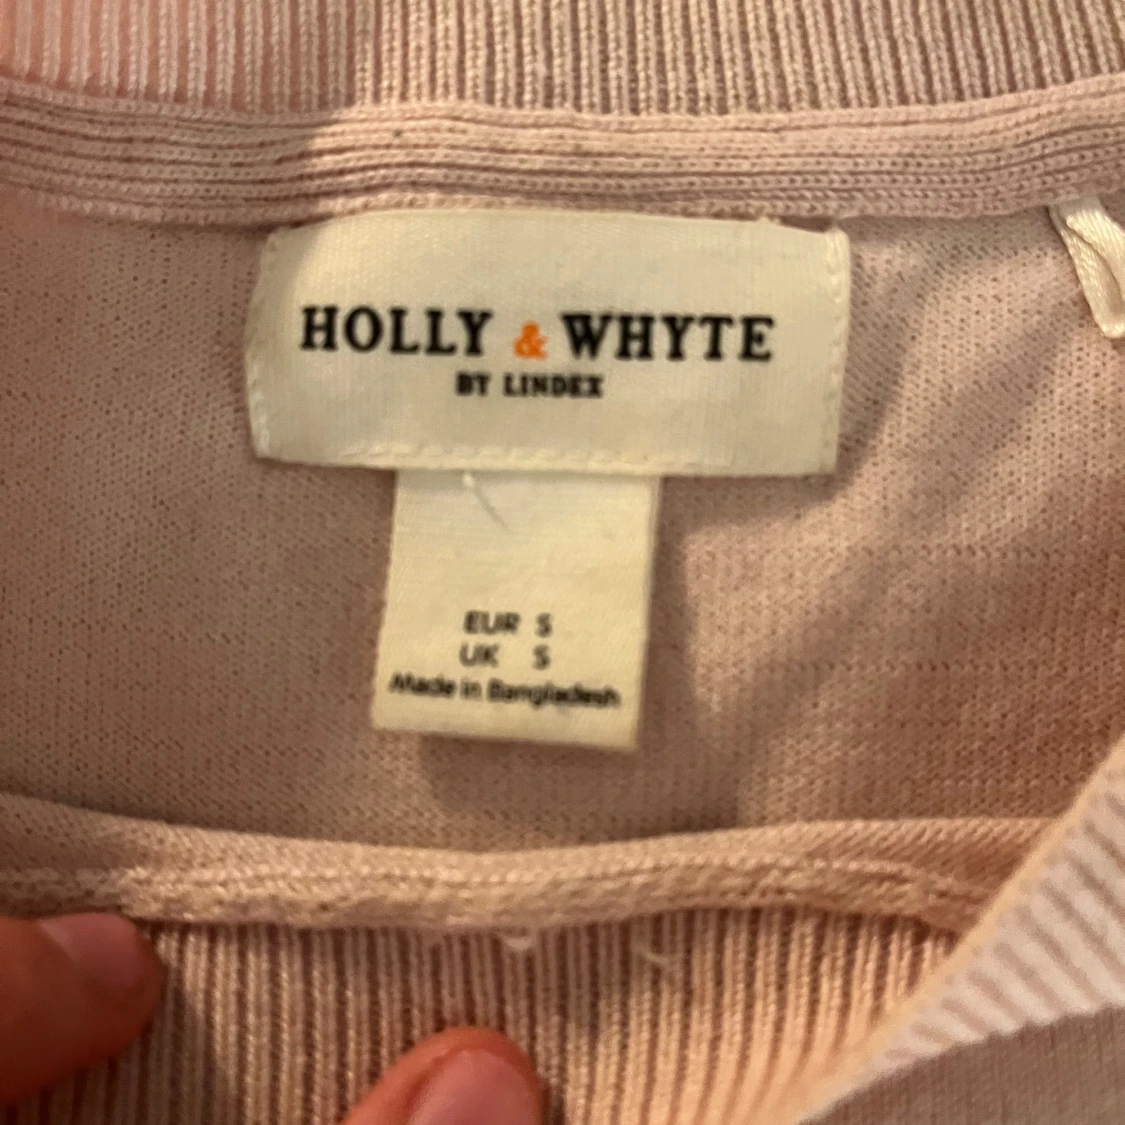 HOLLY & WHYTE
BY LINDEX
EUR S
UK S
Made in Bangladesh